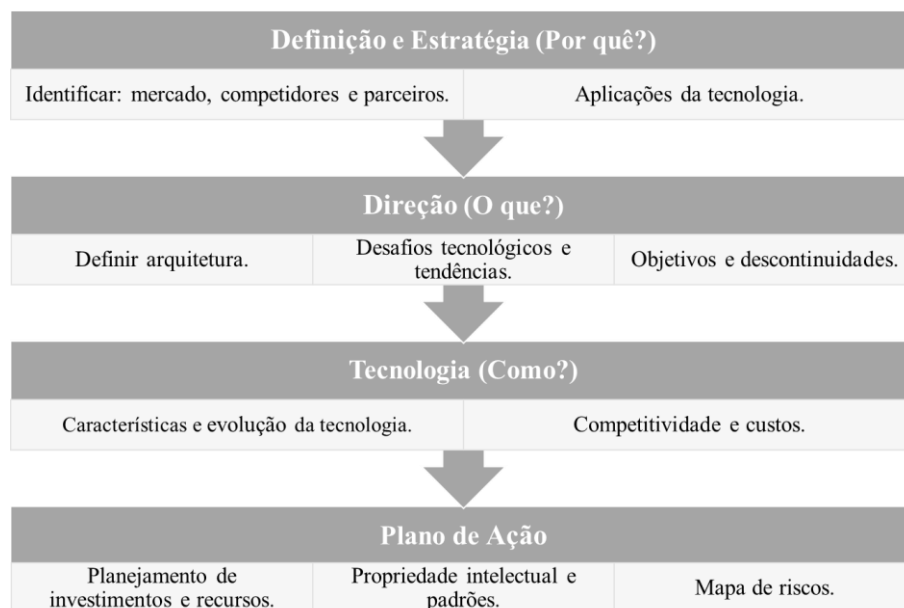 Definição e Estratégia (Por quê?)
Identificar: mercado, competidores e parceiros.
Aplicações da tecnologia.
Direção (O que?)
Definir arquitetura.
Desafios tecnológicos e
tendências.
Objetivos e descontinuidades.
Tecnologia (Como?)
Características e evolução da tecnologia.
Competitividade e custos.
Plano de Ação
Planejamento de
investimentos e recursos.
Propriedade intelectual e
padrões.
Mapa de riscos.